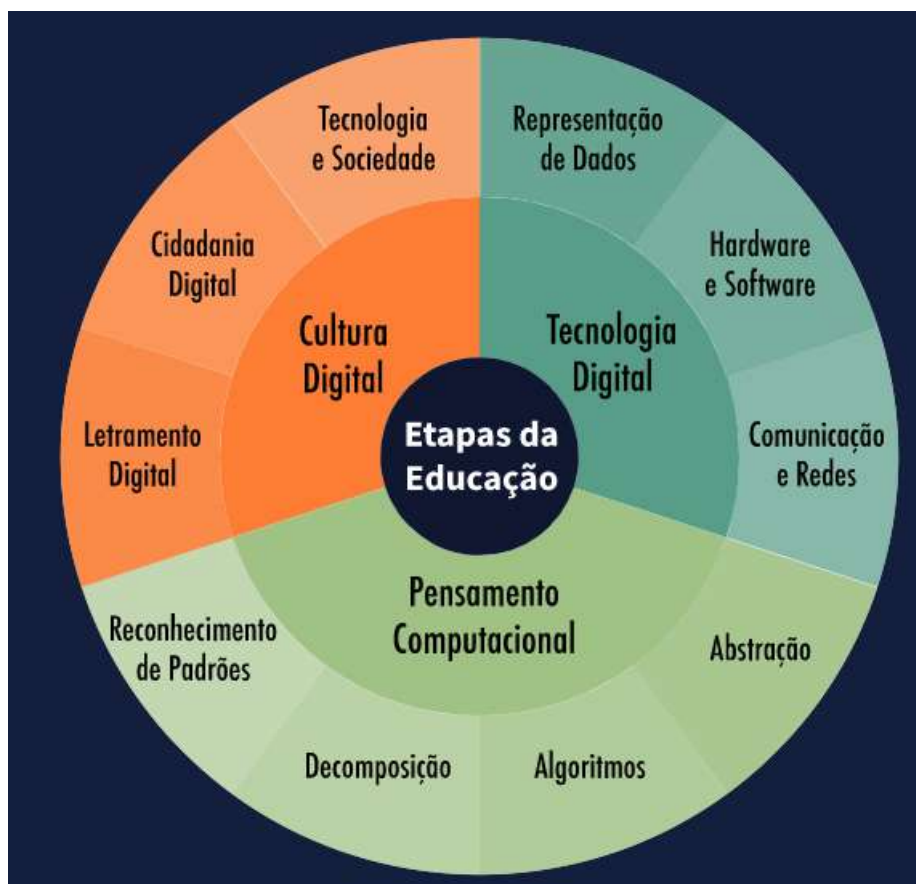 Tecnologia
e Sociedade
Representação
de Dados
Cidadania
Digital
Hardware
e Software
Cultura
Digital
Tecnologia
Digital
Letramento
Digital
Etapas da
Educação
Comunicação
e Redes
Pensamento
Computacional
Reconhecimento
de Padrões
Abstração
Decomposição
Algoritmos